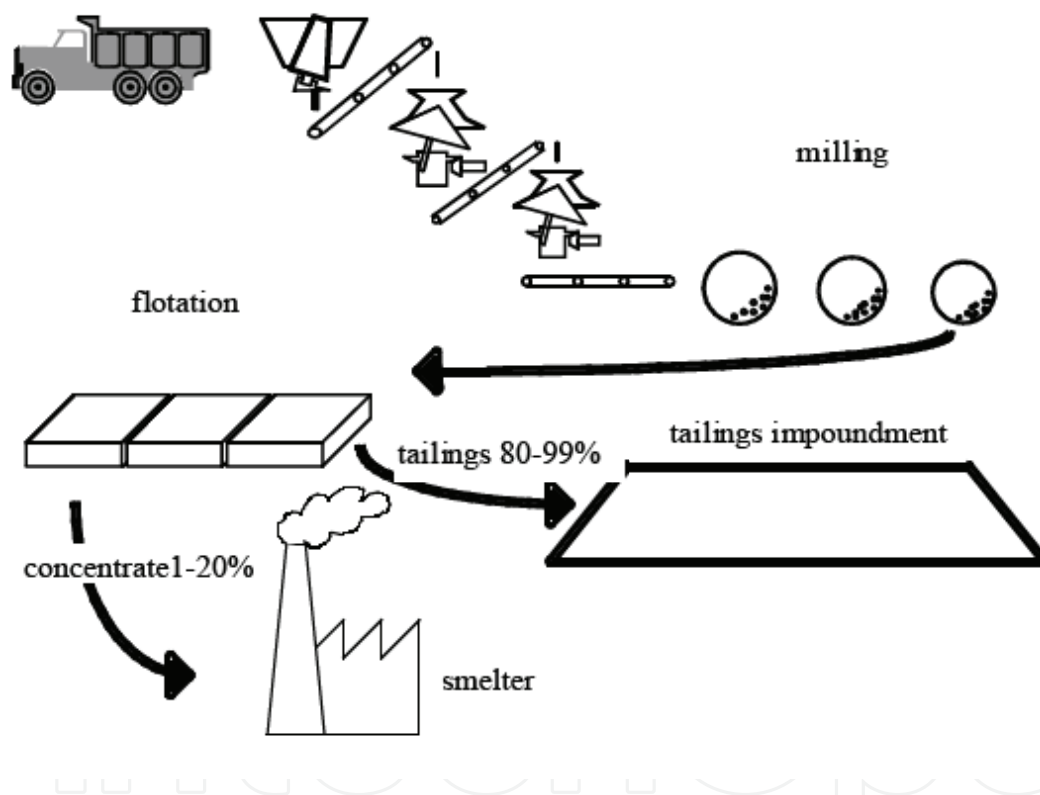 milling
flotation
tailings impoundment
tailings 80-99%
concentrate1-20%
smelter